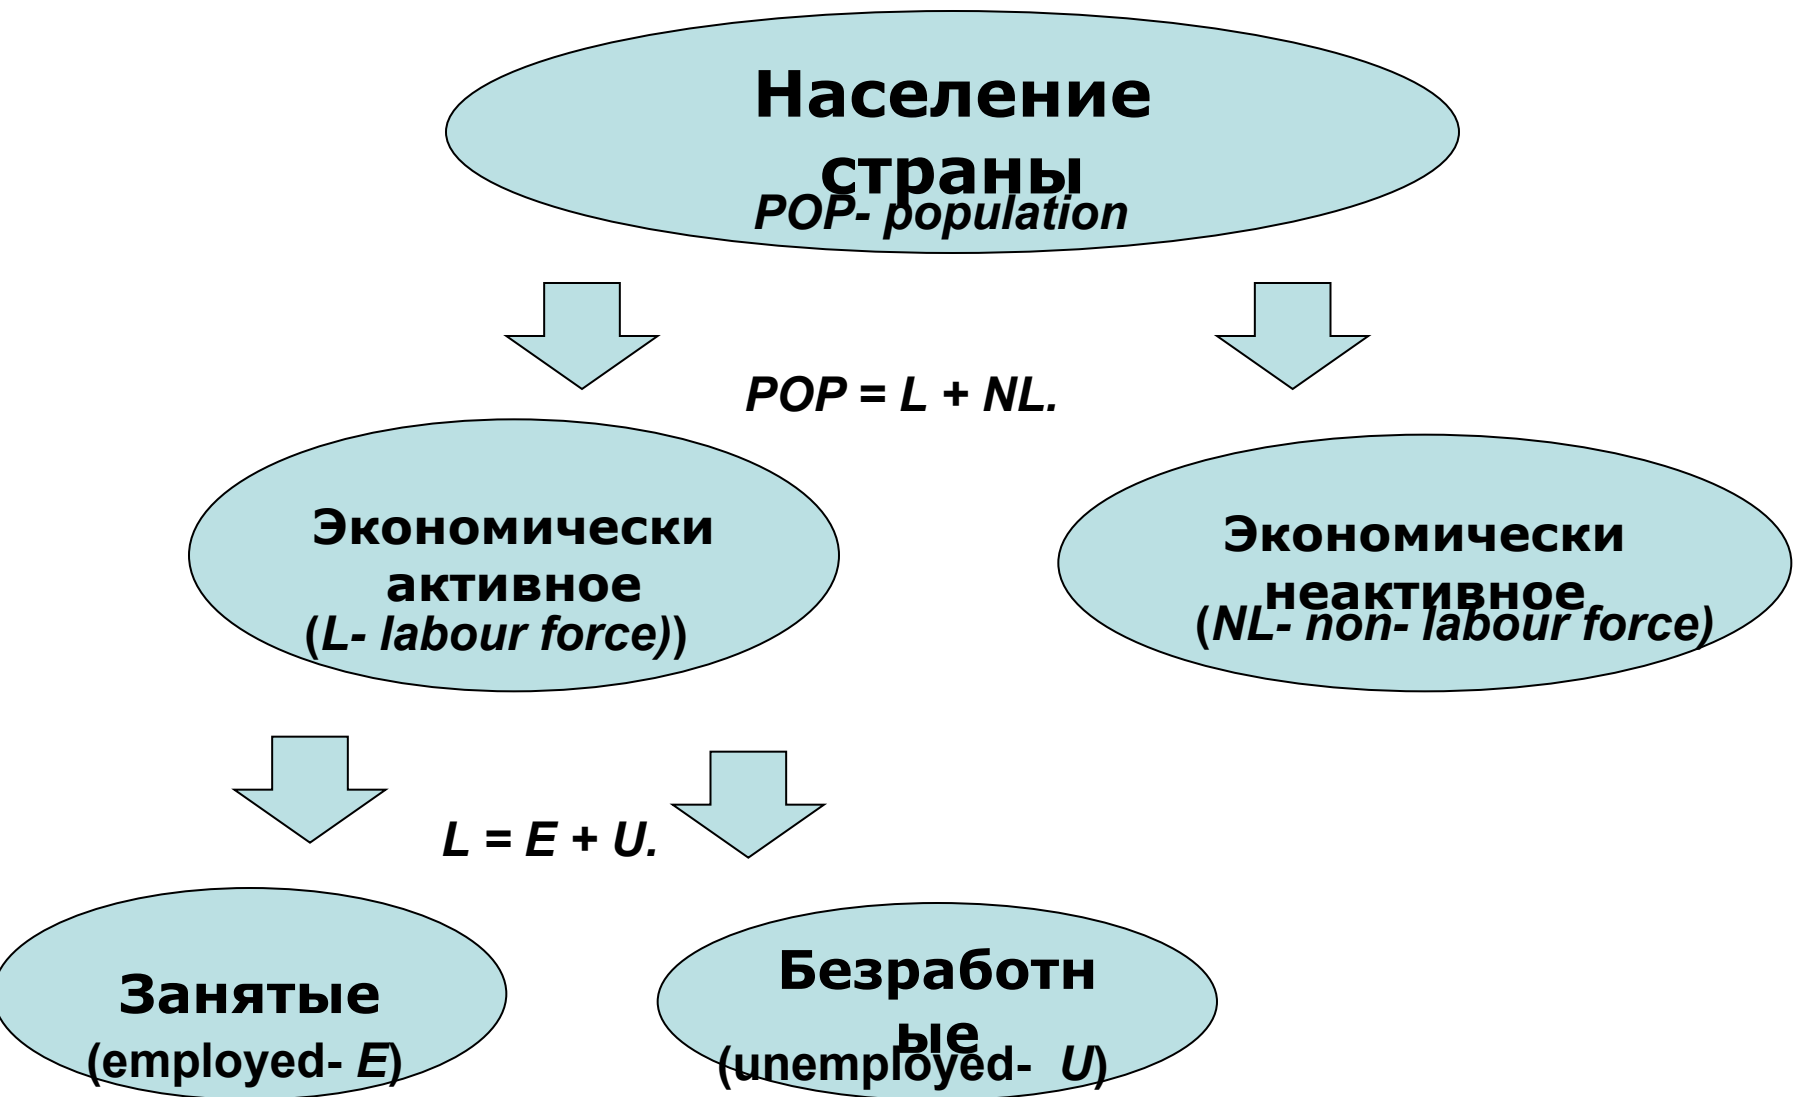 Население
страны
POP- population
POP = L + NL.
Экономически
активное
(L- labour force))
Экономически
неактивное
(NL- non- labour force)
L = E + U.
Занятые
(employed- E)
Безработн
ые
(unemployed- U)